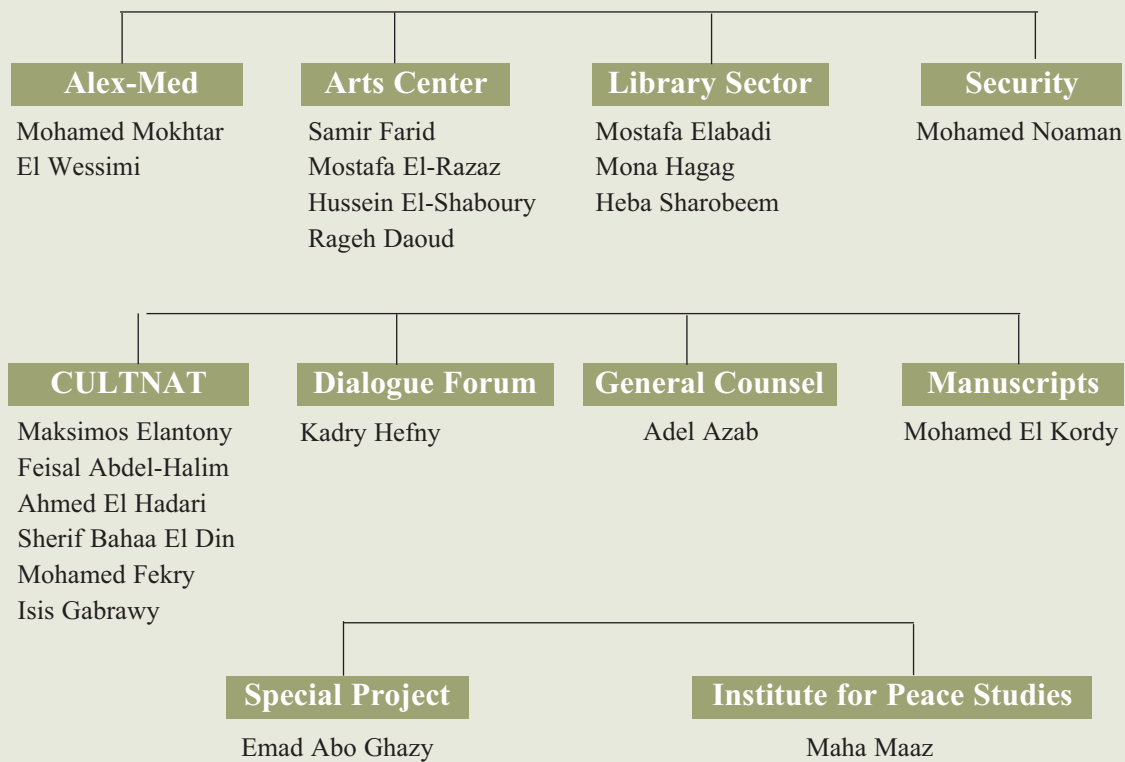 Alex-Med
Mohamed Mokhtar
El Wessimi
Arts Center
Samir Farid
Mostafa El-Razaz
Hussein El-Shaboury
Rageh Daoud
Library Sector
Mostafa Elabadi
Mona Hagag
Heba Sharobeem
Security
Mohamed Noaman
CULTNAT
Maksimos Elantony
Feisal Abdel-Halim
Ahmed El Hadari
Sherif Bahaa El Din
Mohamed Fekry
Isis Gabrawy
Dialogue Forum
Kadry Hefny
General Counsel
Adel Azab
Manuscripts
Mohamed El Kordy
Special Project
Emad Abo Ghazy
Institute for Peace Studies
Maha Maaz